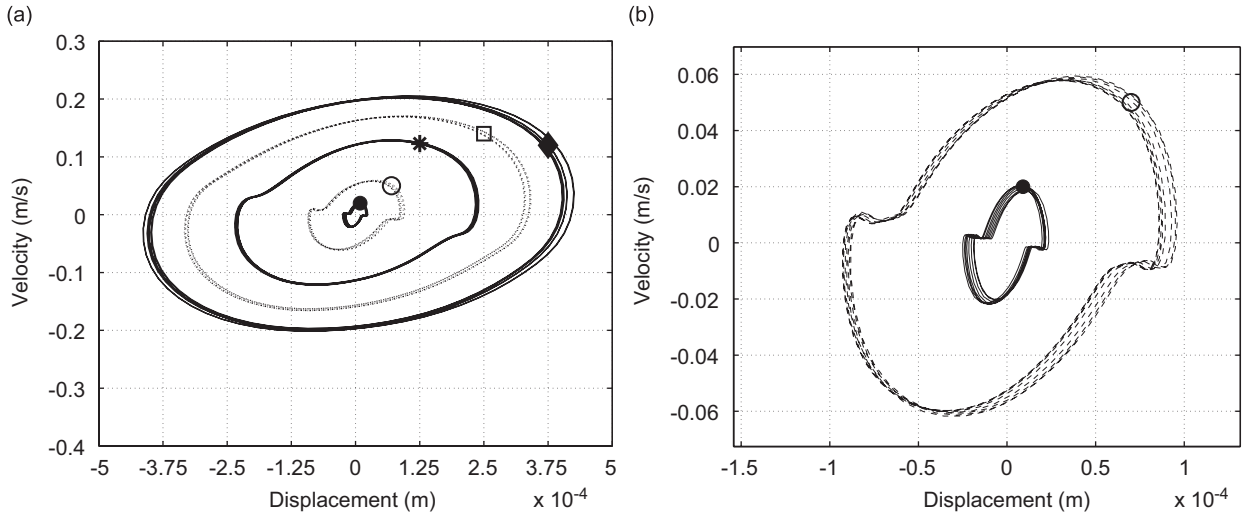 (a)
0.3
0.2
0.1
0
-0.1
-0.2
-0.3
-0.4
Velocity (m/s)
-5 -3.75 -2.5 -1.25 0 1.25 2.5 3.75 5
Displacement (m)
x 10-4
(b)
0.06
0.04
0.02
0
-0.02
-0.04
-0.06
Velocity (m/s)
-1.5 -1 -0.5 0 0.5 1
Displacement (m)
x 10-4